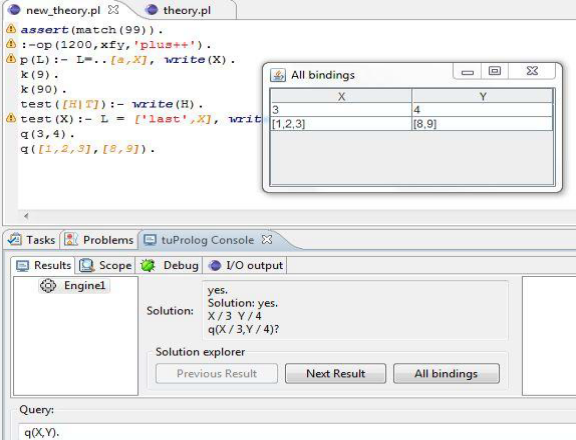 new_theory.pl theory.pl
assert(match(99)).
:-op(1200,xfy,'plus++').
p(L):- L=..[a,X], write(X).
k(9).
k(90).
test([H|T]):- write(H).
test(X):- L = ['last',X], writ
q(3,4).
q([1,2,3],[8,9]).
All bindings
X Y
3 4
[1,2,3] [8,9]
Tasks Problems tuProlog Console
Results Scope Debug I/O output
Engine1
Solution:
yes.
Solution: yes.
X / 3 Y / 4
q(X / 3,Y / 4)?
Solution explorer
Previous Result Next Result All bindings
Query:
q(X,Y).